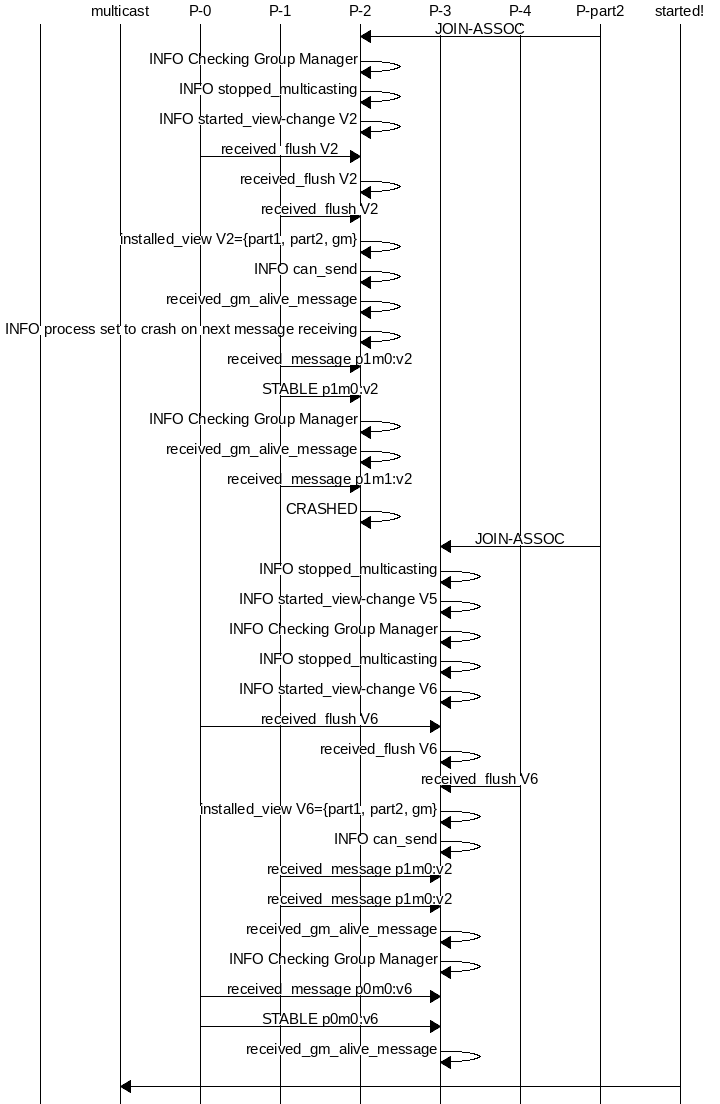 multicast P-0 P-1 P-2 P-3 P-4 P-part2 started!
JOIN-ASSOC
INFO Checking Group Manager
INFO stopped_multicasting
INFO started_view-change V2
received_flush V2
received_flush V2
received_flush V2
installed_view V2={part1, part2, gm}
INFO can_send
received_gm_alive_message
INFO process set to crash on next message receiving
received_message p1m0:v2
STABLE p1m0:v2
INFO Checking Group Manager
received_gm_alive_message
received_message p1m1:v2
CRASHED
JOIN-ASSOC
INFO stopped_multicasting
INFO started_view-change V5
INFO Checking Group Manager
INFO stopped_multicasting
INFO started_view-change V6
received_flush V6
received_flush V6
received_flush V6
installed_view V6={part1, part2, gm}
INFO can_send
received_message p1m0:v2
received_message p1m0:v2
received_gm_alive_message
INFO Checking Group Manager
received_message p0m0:v6
STABLE p0m0:v6
received_gm_alive_message